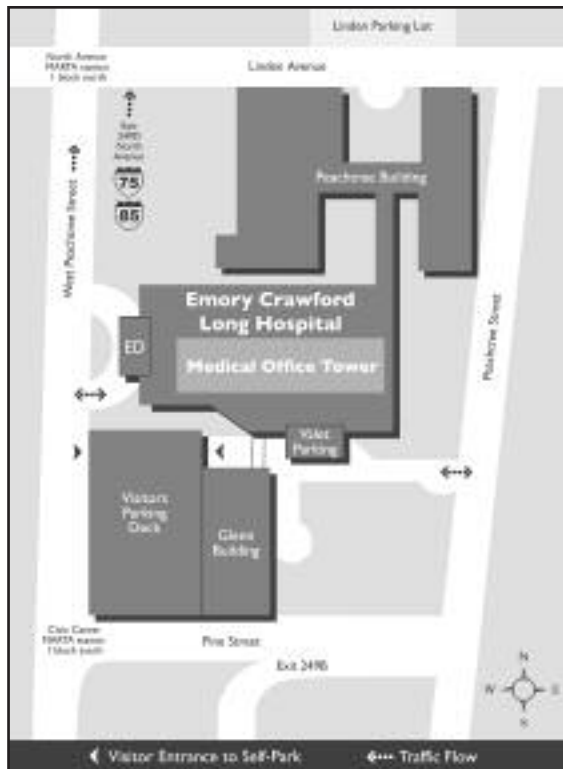 Linden Parking Lot
North Avenue
MARTA station
1 block north
Linden Avenue
Exit
249D
North
Avenue
75
85
West Peachtree Street
Peachtree Building
Emory Crawford
Long Hospital
ED
Medical Office Tower
Peachtree Street
Valet
Parking
Visitors
Parking
Deck
Glenn
Building
Civic Center
MARTA station
1 block south
Pine Street
Exit 249B
N
W
E
S
Visitor Entrance to Self-Park
Traffic Flow